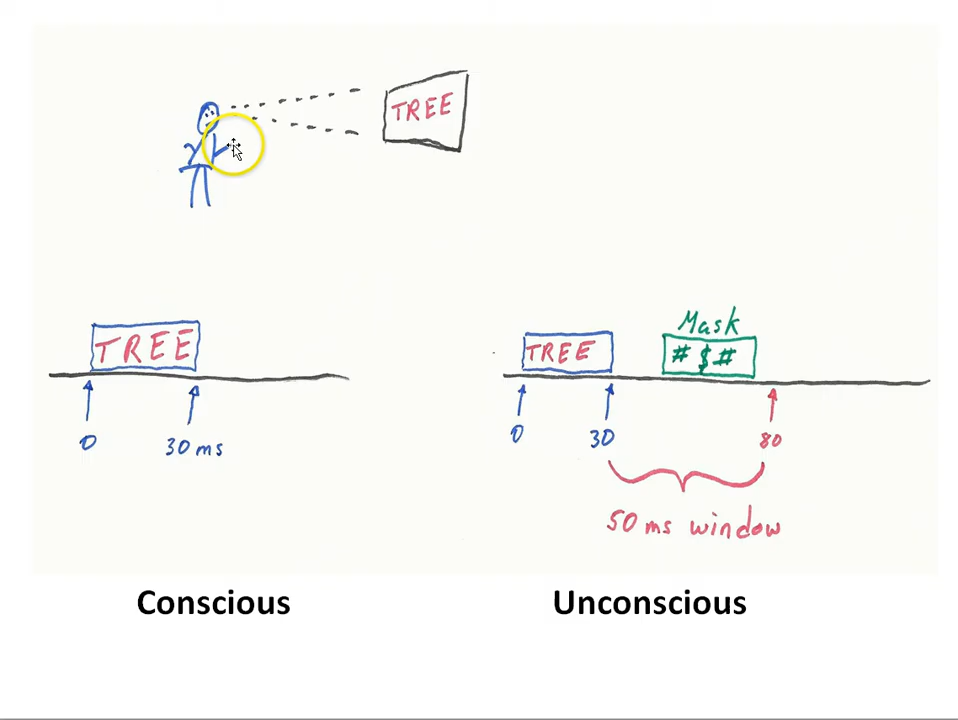 TREE
TREE
0
30 ms
Mask
TREE
#$#
0
30
80
50 ms window
Conscious
Unconscious